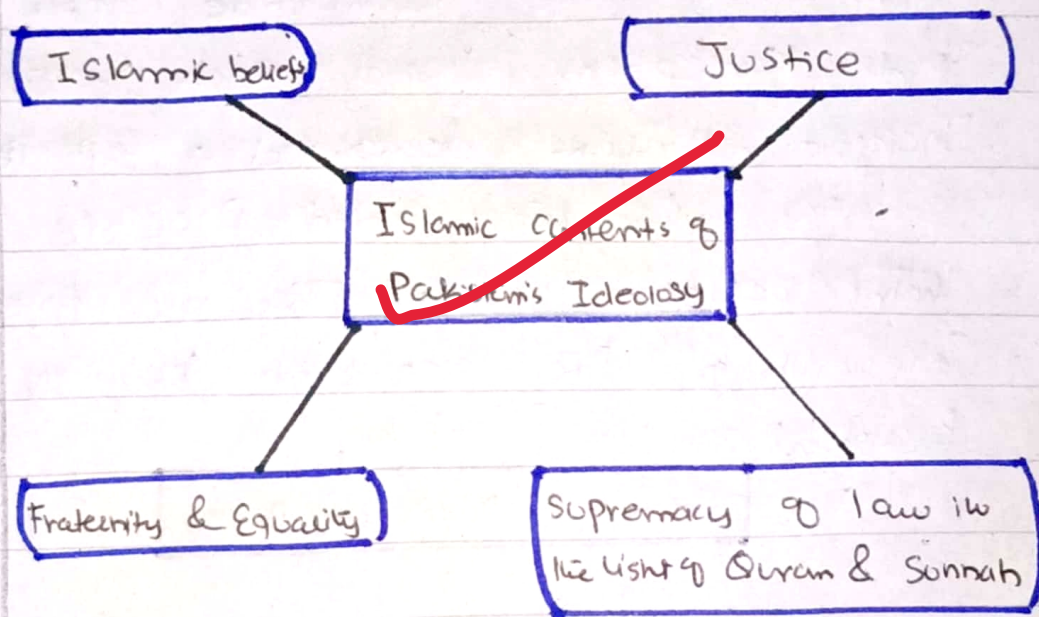 Islamic beliefs
Justice
Islamic Contents of
Pakistan's Ideology
Fraternity & Equality
Supremacy of law in
the light of Quran & Sunnah